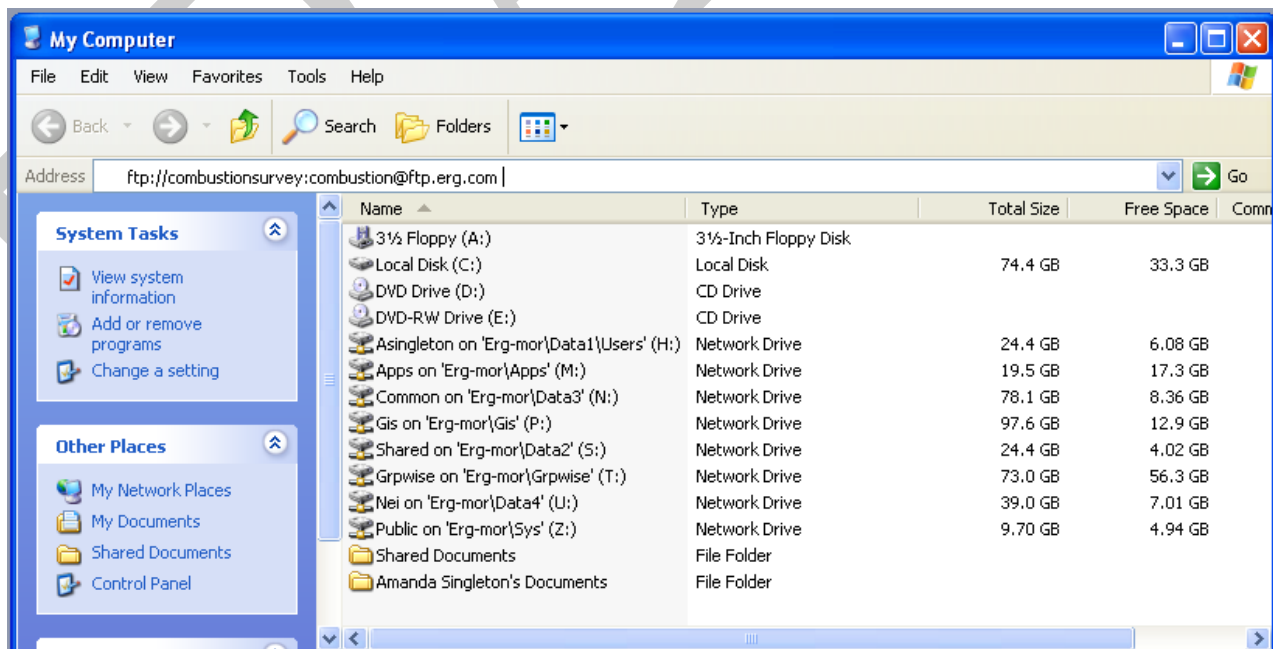 My Computer
File Edit View Favorites Tools Help
Back Search Folders
Address ftp://combustionsurvey:combustion@ftp.erg.com Go
Name Type Total Size Free Space Comm
System Tasks
View system
information
Add or remove
programs
Change a setting
Other Places
My Network Places
My Documents
Shared Documents
Control Panel
3½ Floppy (A:) 3½-Inch Floppy Disk
Local Disk (C:) Local Disk 74.4 GB 33.3 GB
DVD Drive (D:) CD Drive
DVD-RW Drive (E:) CD Drive
Asingleton on 'Erg-mor\Data1\Users' (H:) Network Drive 24.4 GB 6.08 GB
Apps on 'Erg-mor\Apps' (M:) Network Drive 19.5 GB 17.3 GB
Common on 'Erg-mor\Data3' (N:) Network Drive 78.1 GB 8.36 GB
Gis on 'Erg-mor\Gis' (P:) Network Drive 97.6 GB 12.9 GB
Shared on 'Erg-mor\Data2' (S:) Network Drive 24.4 GB 4.02 GB
Grpwise on 'Erg-mor\Grpwise' (T:) Network Drive 73.0 GB 56.3 GB
Nei on 'Erg-mor\Data4' (U:) Network Drive 39.0 GB 7.01 GB
Public on 'Erg-mor\Sys' (Z:) Network Drive 9.70 GB 4.94 GB
Shared Documents File Folder
Amanda Singleton's Documents File Folder